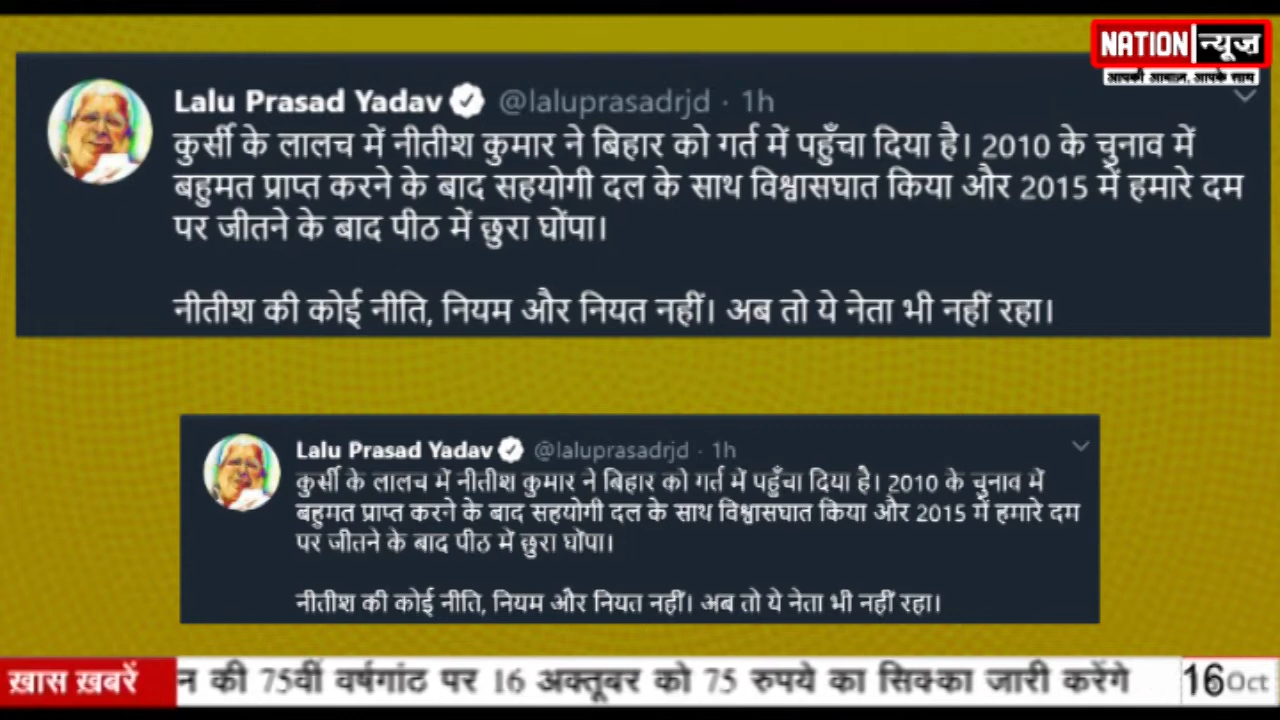 NATION न्यूज़
आपकी आवाज़, आपके साथ
Lalu Prasad Yadav @laluprasadrjd · 1h
कुर्सी के लालच में नीतीश कुमार ने बिहार को गर्त में पहुँचा दिया है। 2010 के चुनाव में
बहुमत प्राप्त करने के बाद सहयोगी दल के साथ विश्वासघात किया और 2015 में हमारे दम
पर जीतने के बाद पीठ में छुरा घोंपा।
नीतीश की कोई नीति, नियम और नियत नहीं। अब तो ये नेता भी नहीं रहा।
Lalu Prasad Yadav @laluprasadrjd · 1h
कुर्सी के लालच में नीतीश कुमार ने बिहार को गर्त में पहुँचा दिया है। 2010 के चुनाव में
बहुमत प्राप्त करने के बाद सहयोगी दल के साथ विश्वासघात किया और 2015 में हमारे दम
पर जीतने के बाद पीठ में छुरा घोंपा।
नीतीश की कोई नीति, नियम और नियत नहीं। अब तो ये नेता भी नहीं रहा।
ख़ास ख़बरें न की 75वीं वर्षगांट पर 16 अक्तूबर को 75 रुपये का सिक्का जारी करेंगे 16 Oct